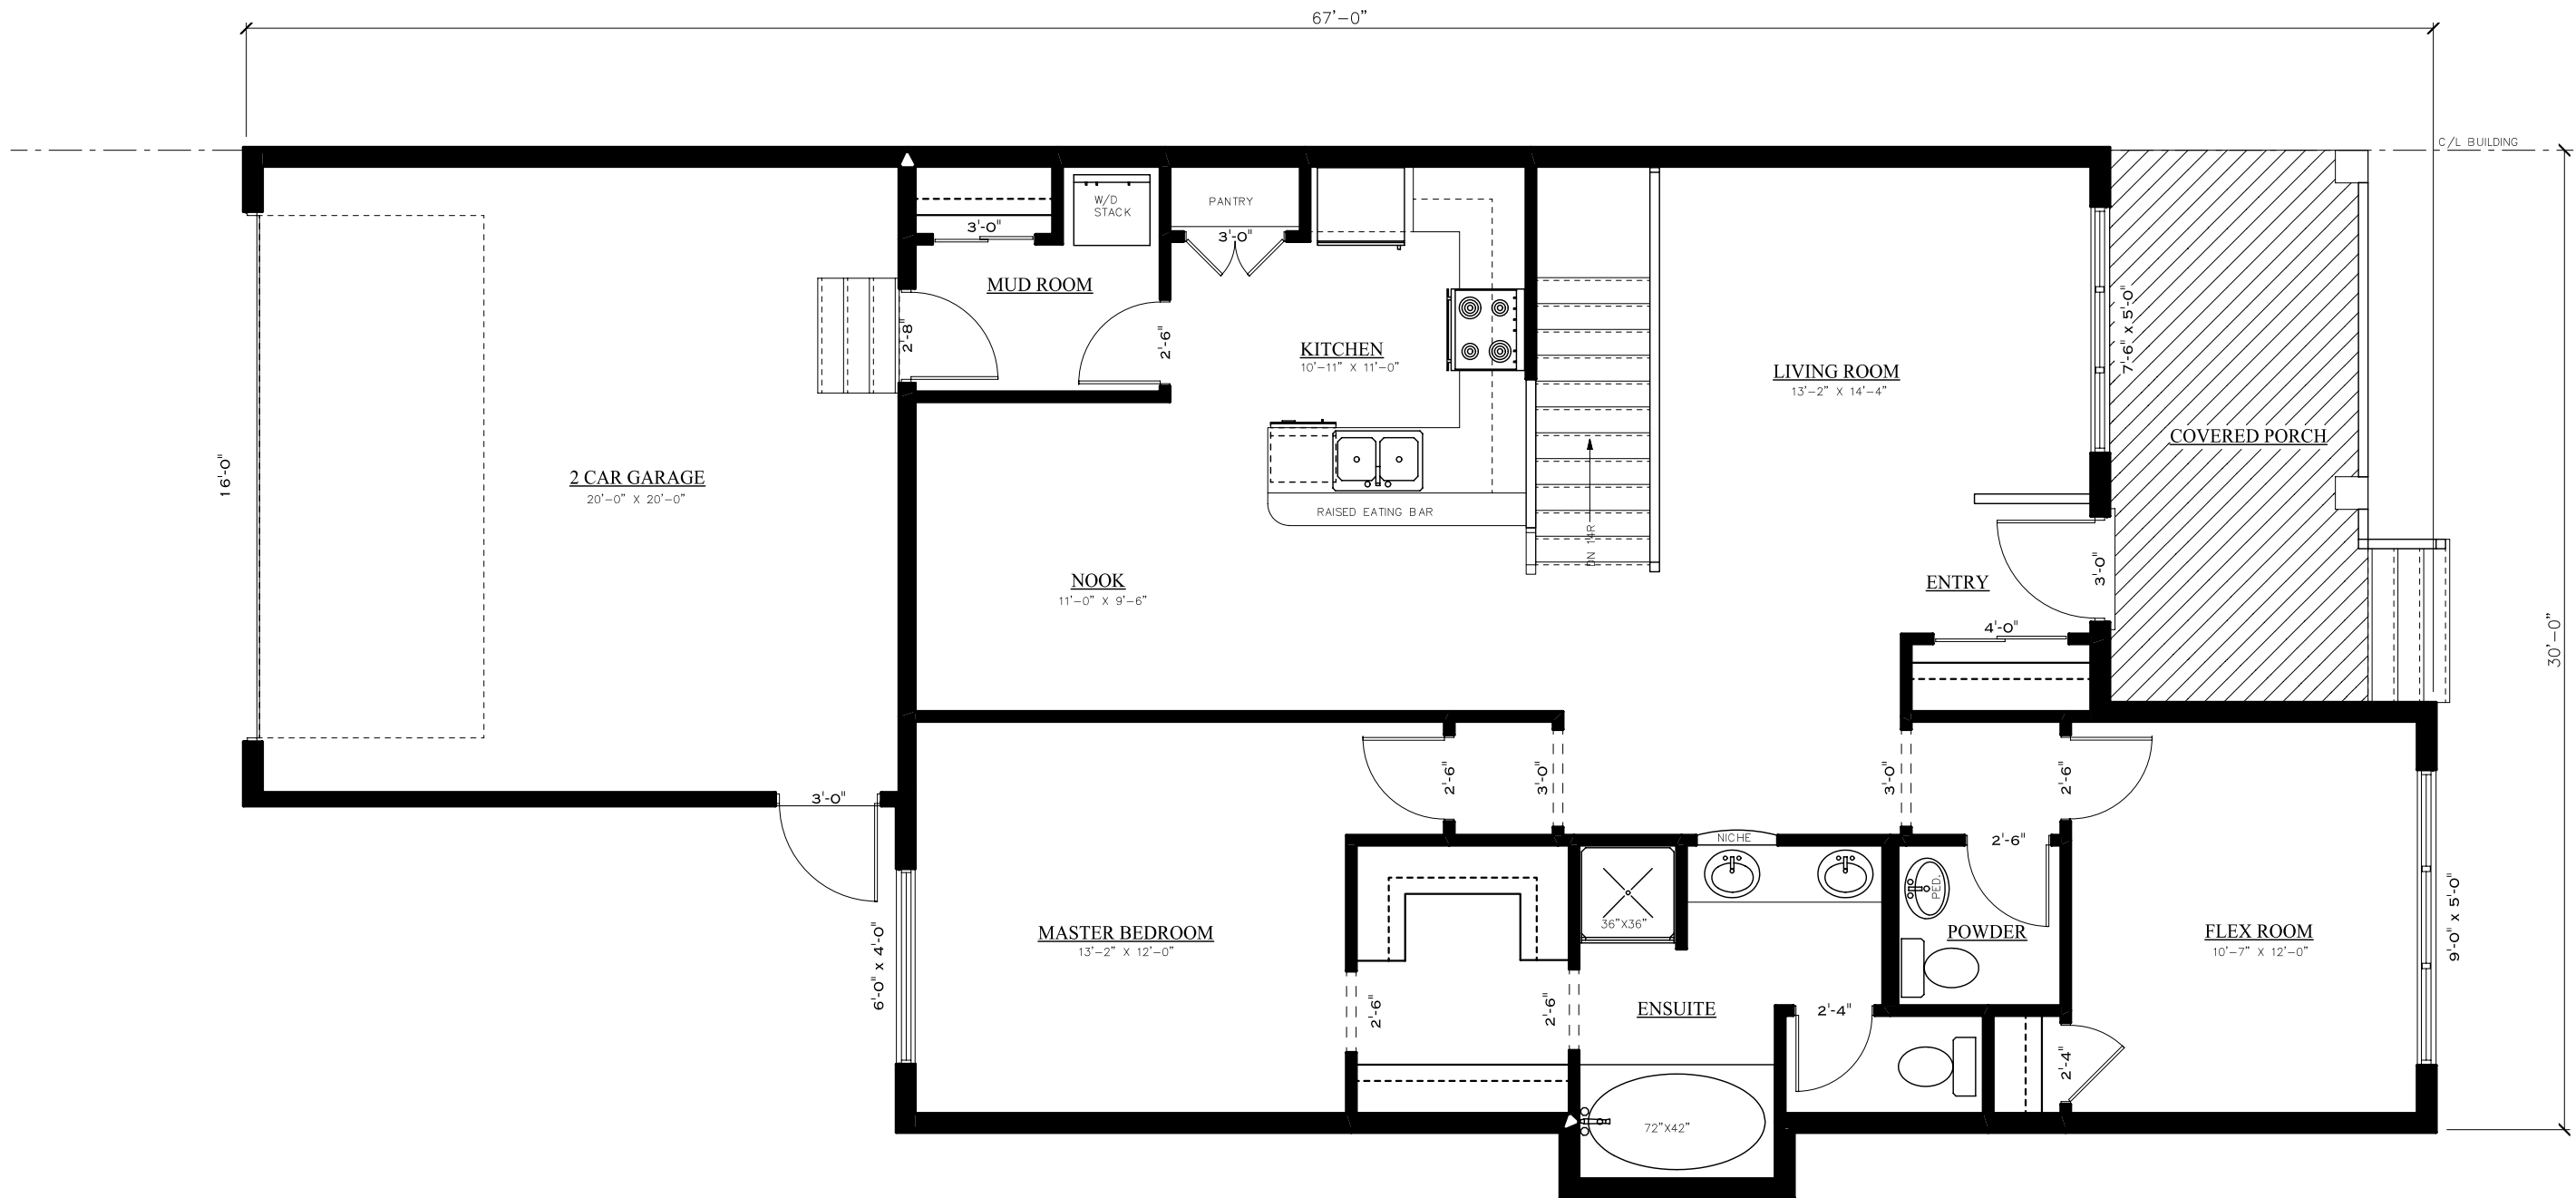 67'-0"
C/L BUILDING
W/D
STACK
PANTRY
3'-0"
3'-0"
MUD ROOM
2'-8"
2'-6"
KITCHEN
10'-11" X 11'-0"
LIVING ROOM
13'-2" X 14'-4"
7'-6" x 5'-0"
COVERED PORCH
16'-0"
2 CAR GARAGE
20'-0" X 20'-0"
RAISED EATING BAR
DN 14R
NOOK
11'-0" X 9'-6"
ENTRY
3'-0"
4'-0"
30'-0"
3'-0"
2'-6"
3'-0"
3'-0"
2'-6"
NICHE
2'-6"
PED.
36"X36"
MASTER BEDROOM
13'-2" X 12'-0"
POWDER
FLEX ROOM
10'-7" X 12'-0"
6'-0" x 4'-0"
9'-0" x 5'-0"
2'-6"
2'-6"
ENSUITE
2'-4"
2'-4"
72"X42"